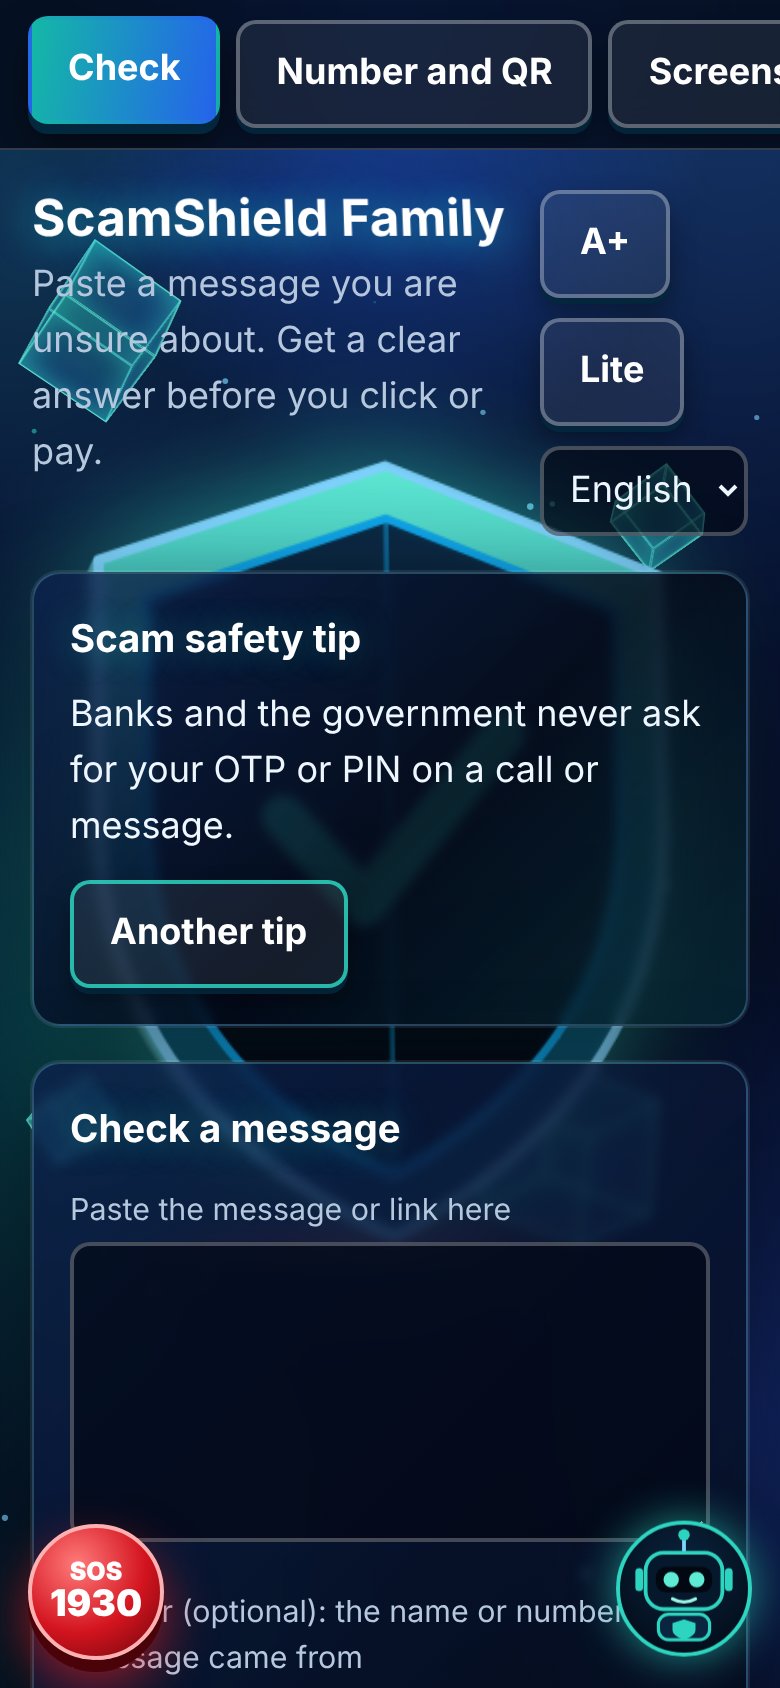 Check
Number and QR
Screens
ScamShield Family
Paste a message you are
unsure about. Get a clear
answer before you click or
pay.
A+
Lite
English
Scam safety tip
Banks and the government never ask
for your OTP or PIN on a call or
message.
Another tip
Check a message
Paste the message or link here
SOS
1930
r (optional): the name or number
sage came from